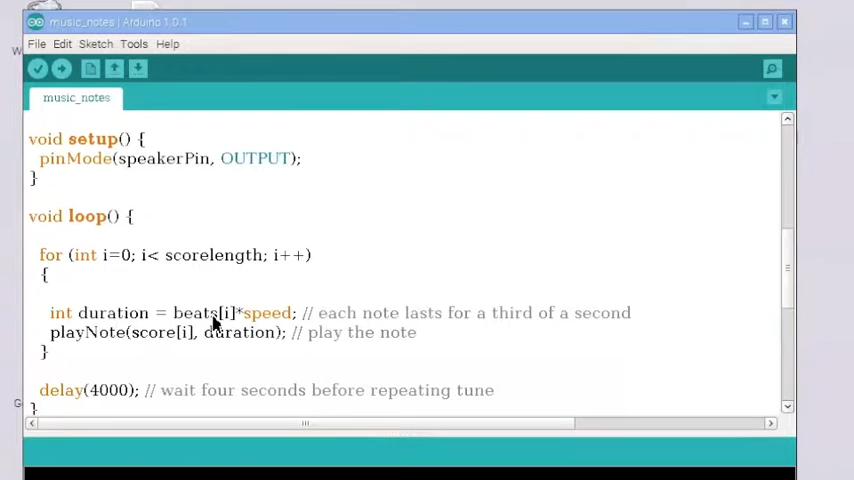 music_notes | Arduino 1.0.1
File Edit Sketch Tools Help
music_notes
void setup() {
pinMode(speakerPin, OUTPUT);
}
void loop() {
for (int i=0; i< scorelength; i++)
{
int duration = beats[i]*speed; // each note lasts for a third of a second
playNote(score[i], duration); // play the note
}
delay(4000); // wait four seconds before repeating tune
}